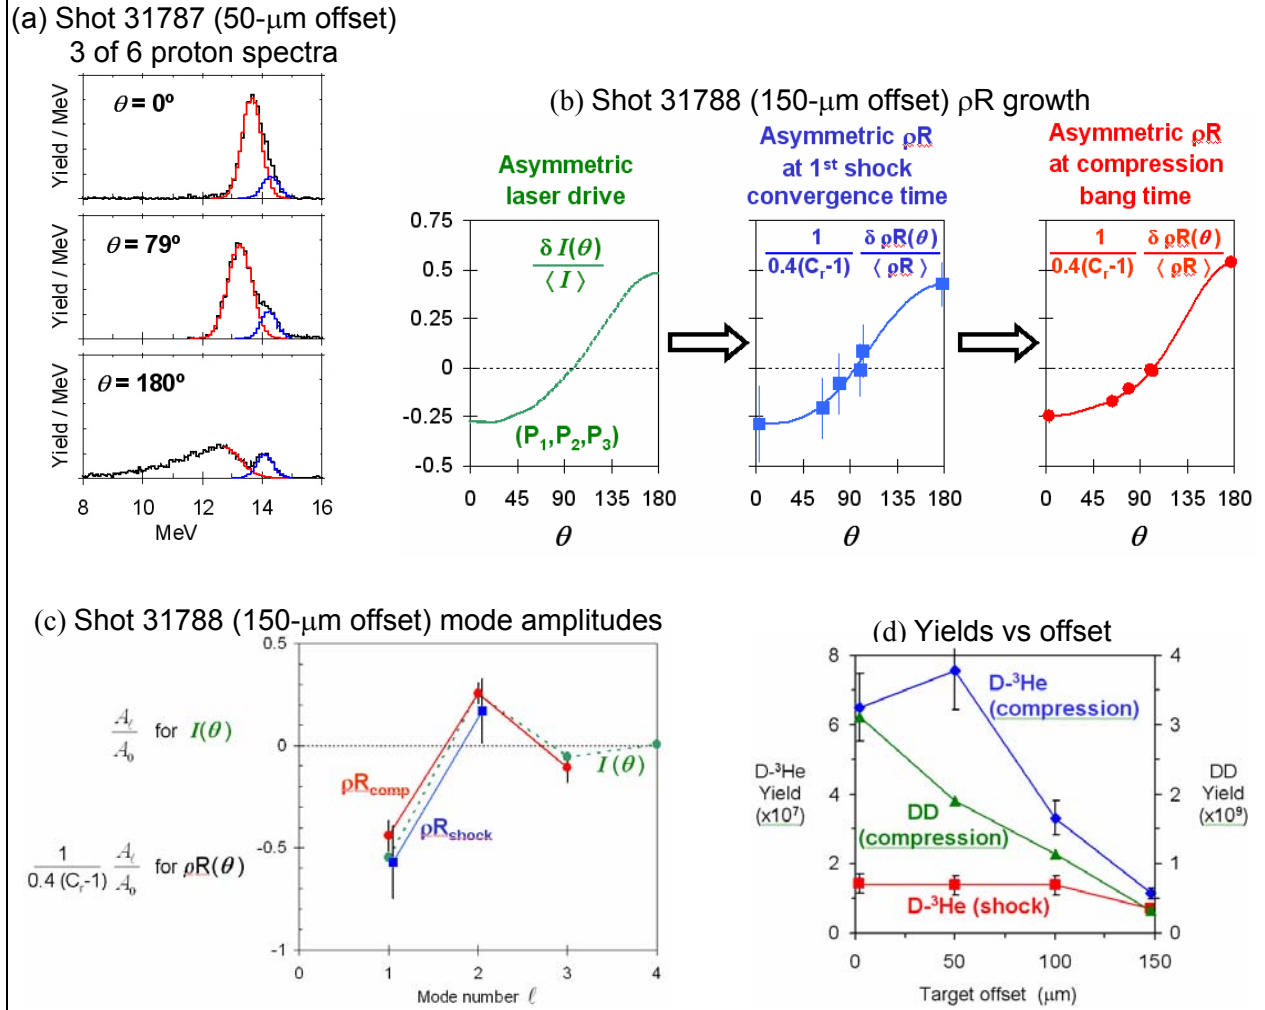 (a) Shot 31787 (50-μm offset)
3 of 6 proton spectra
Yield / MeV
θ = 0º
Yield / MeV
θ = 79º
Yield / MeV
θ = 180º
8 10 12 14 16
MeV
(b) Shot 31788 (150-μm offset) ρR growth
Asymmetric
laser drive
Asymmetric ρR
at 1st shock
convergence time
Asymmetric ρR
at compression
bang time
0.75
0.5
0.25
0
-0.25
-0.5
δ I(θ)
⟨ I ⟩
(P₁,P₂,P₃)
0 45 90 135 180
θ
1 δ ρR(θ)
0.4(Cr-1) ⟨ ρR ⟩
0 45 90 135 180
θ
1 δ ρR(θ)
0.4(Cr-1) ⟨ ρR ⟩
0 45 90 135 180
θ
(c) Shot 31788 (150-μm offset) mode amplitudes
Aℓ
A₀
for I(θ)
1 Aℓ
0.4 (Cr-1) A₀
for ρR(θ)
0.5
0
-0.5
-1
ρRcomp
ρRshock
I(θ)
0 1 2 3 4
Mode number ℓ
(d) Yields vs offset
8
6
4
2
0
D-³He
Yield
(x10⁷)
D-³He
(compression)
DD
(compression)
D-³He (shock)
4
3
2
1
0
DD
Yield
(x10⁹)
0 50 100 150
Target offset (μm)